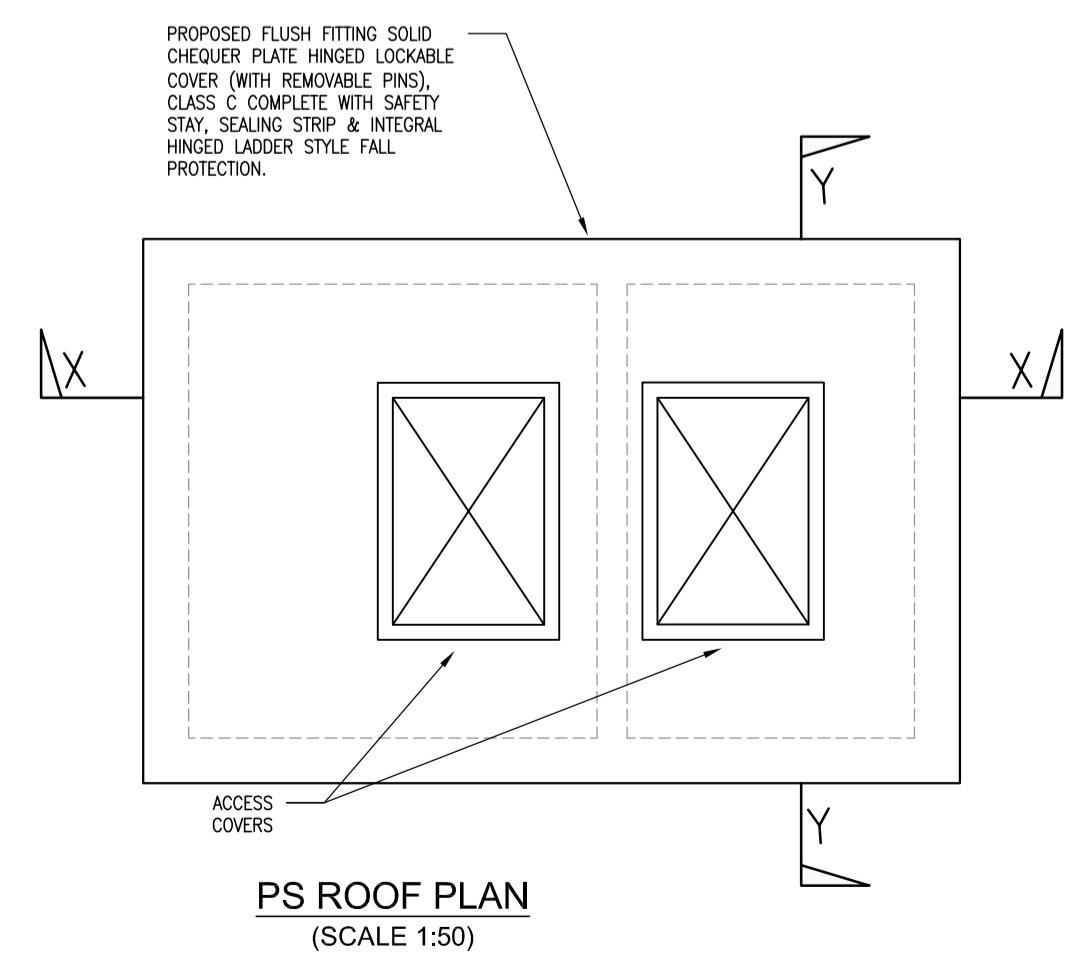 PROPOSED FLUSH FITTING SOLID
CHEQUER PLATE HINGED LOCKABLE
COVER (WITH REMOVABLE PINS),
CLASS C COMPLETE WITH SAFETY
STAY, SEALING STRIP & INTEGRAL
HINGED LADDER STYLE FALL
PROTECTION.
Y
X
X
ACCESS
COVERS
Y
PS ROOF PLAN
(SCALE 1:50)